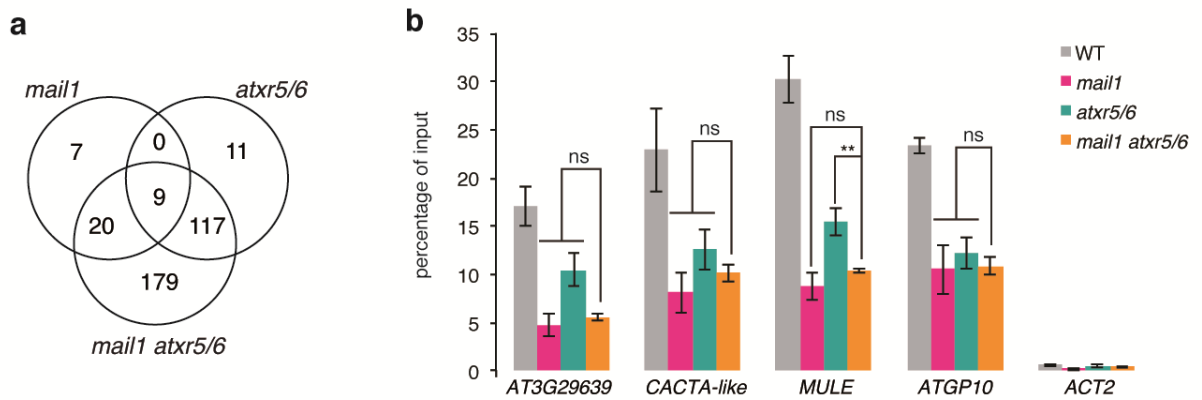 a
mail1
atxr5/6
7
0
11
9
20
117
179
mail1 atxr5/6
b
percentage of input
35
30
25
20
15
10
5
0
ns
ns
ns
**
ns
WT
mail1
atxr5/6
mail1 atxr5/6
AT3G29639
CACTA-like
MULE
ATGP10
ACT2